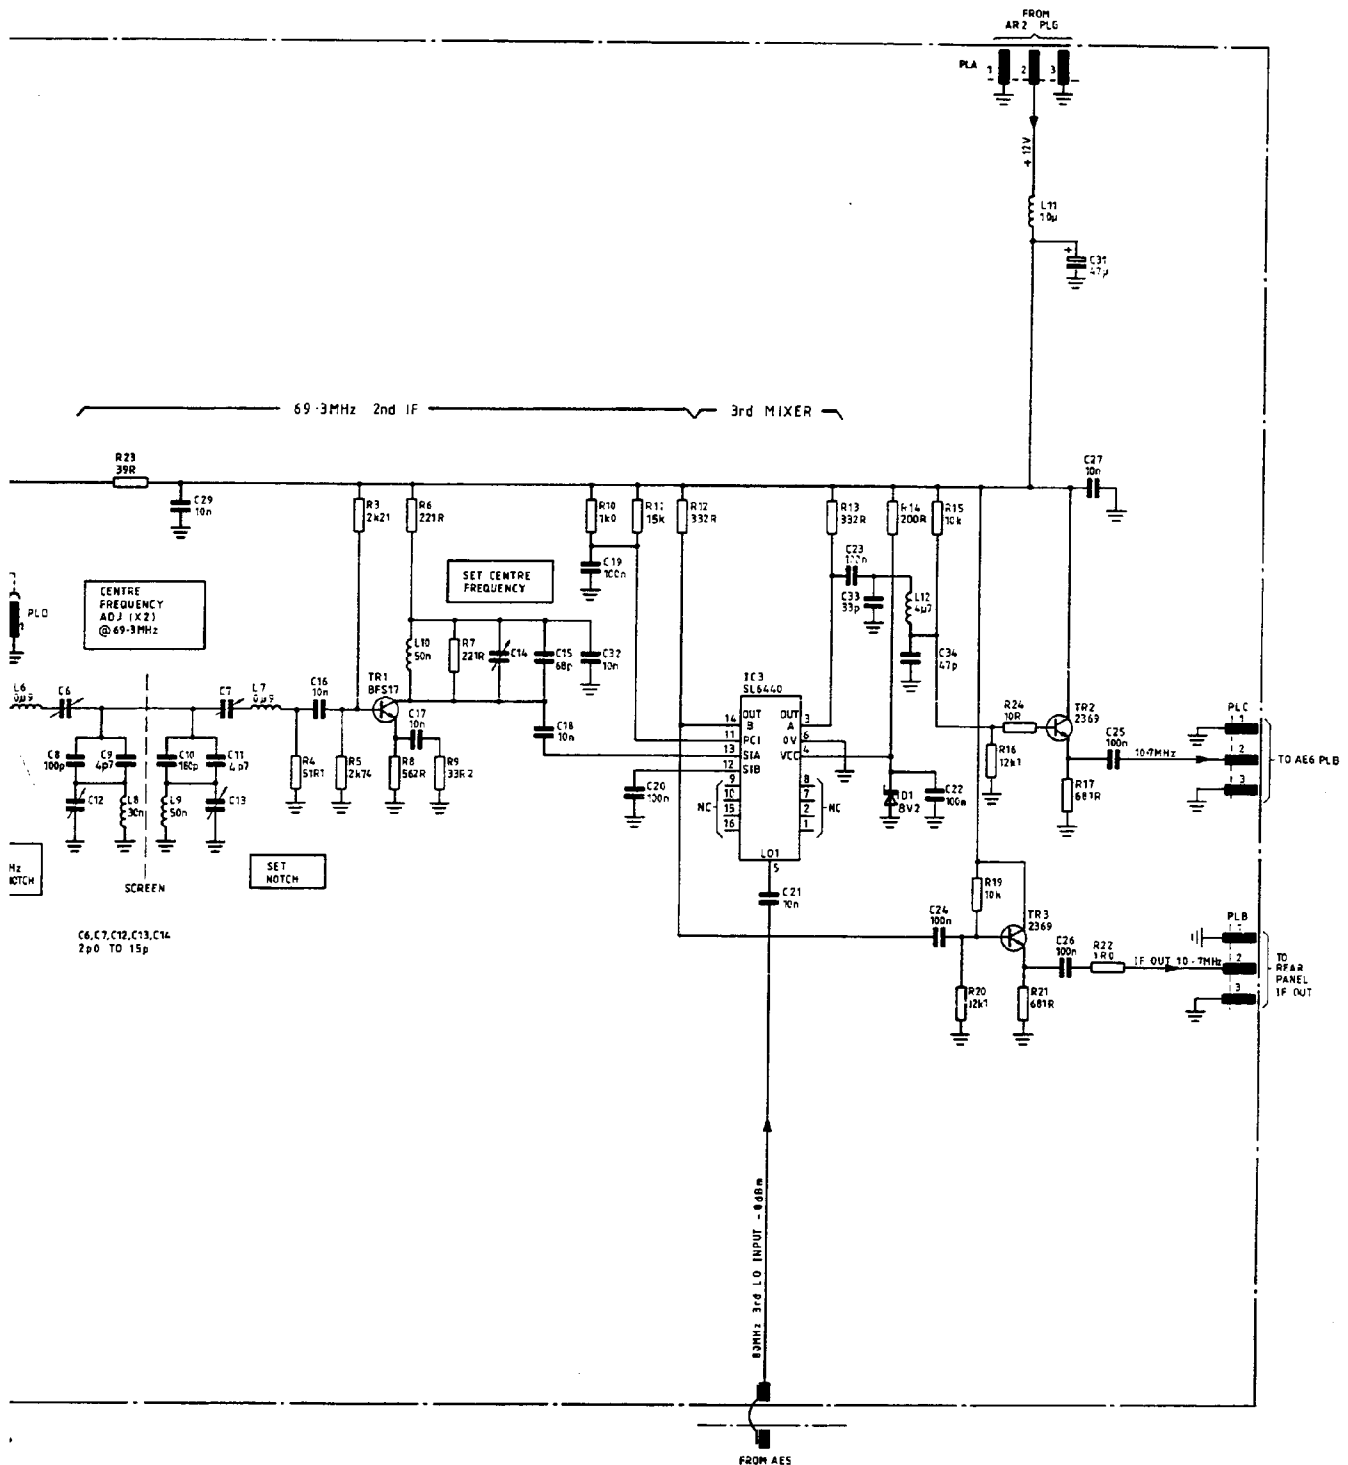 FROM
AR2 PLG
PLA 1 2 3
+12V
L11
10µ
+
C31
47µ
69·3MHz 2nd IF
3rd MIXER
R23
39R
C29
10n
R3
2k21
R6
221R
R10
1k0
R11
15k
R12
332R
R13
332R
R14
200R
R15
10k
C27
10n
C19
100n
C23
100n
C33
33p
L12
4µ7
C34
47p
PLD
CENTRE
FREQUENCY
ADJ (X2)
@ 69·3MHz
SET CENTRE
FREQUENCY
L10
50n
R7
221R
C14
C15
68p
C32
10n
L6
0µ9
C6
C7
L7
0µ9
C16
10n
TR1
BFS17
C17
10n
C18
10n
C8
100p
C9
4p7
C10
160p
C11
4p7
R4
51R1
R5
2k74
R8
562R
R9
33R2
C12
L8
30n
L9
50n
C13
SCREEN
Hz
NOTCH
SET
NOTCH
C6,C7,C12,C13,C14
2p0 TO 15p
IC3
SL6440
14 OUT B
OUT A 3
11 PCI
0V 6
13 SIA
VCC 4
12 SIB
9
10
15
16
NC
8
7
2
1
NC
LO1
5
C20
100n
D1
8V2
C22
100n
R24
10R
TR2
2369
R16
12k1
C25
100n
10·7MHz
R17
681R
PLC
1
2
3
TO AE6 PLB
C21
10n
C24
100n
R19
10k
TR3
2369
C26
100n
R22
1R0
IF OUT 10·7MHz
R20
12k1
R21
681R
PLB
1
2
3
TO
REAR
PANEL
IF OUT
80MHz 3rd LO INPUT -0dBm
FROM AE5